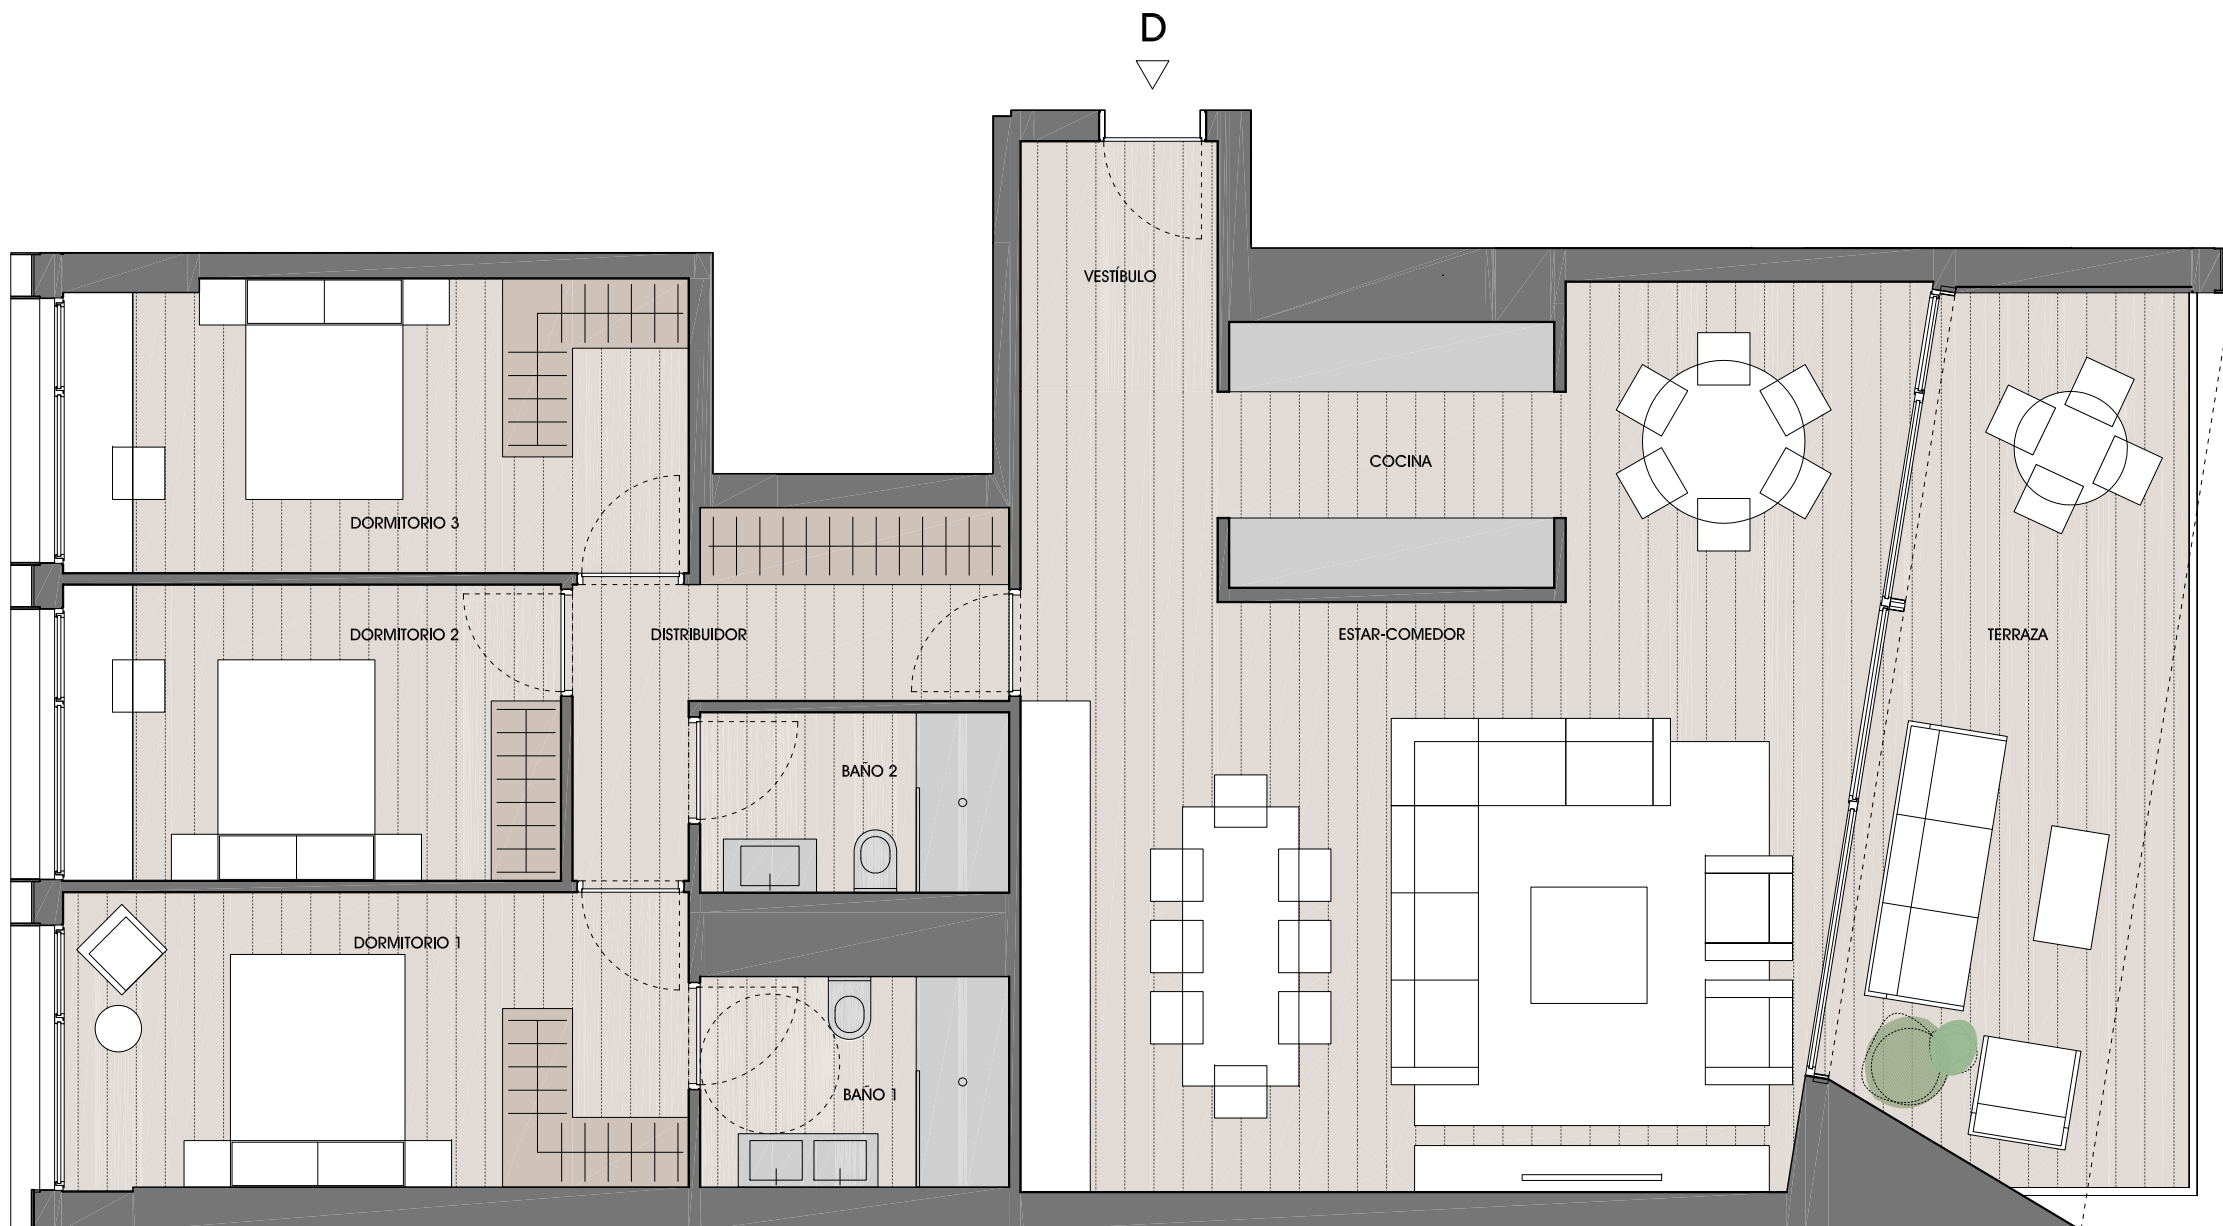 D
VESTÍBULO
COCINA
DORMITORIO 3
DORMITORIO 2
DISTRIBUIDOR
ESTAR-COMEDOR
TERRAZA
BAÑO 2
DORMITORIO 1
BAÑO 1